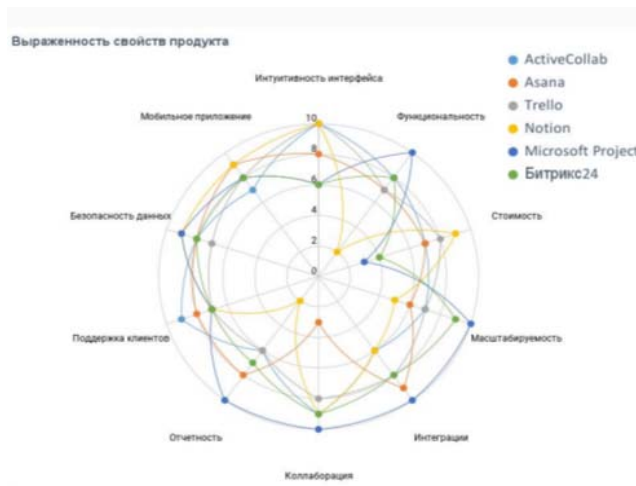 Выраженность свойств продукта
ActiveCollab
Asana
Trello
Notion
Microsoft Project
Битрикс24
Интуитивность интерфейса
Мобильное приложение
Функциональность
Безопасность данных
Стоимость
Поддержка клиентов
Масштабируемость
Отчетность
Интеграции
Коллаборация
10
8
6
4
2
0